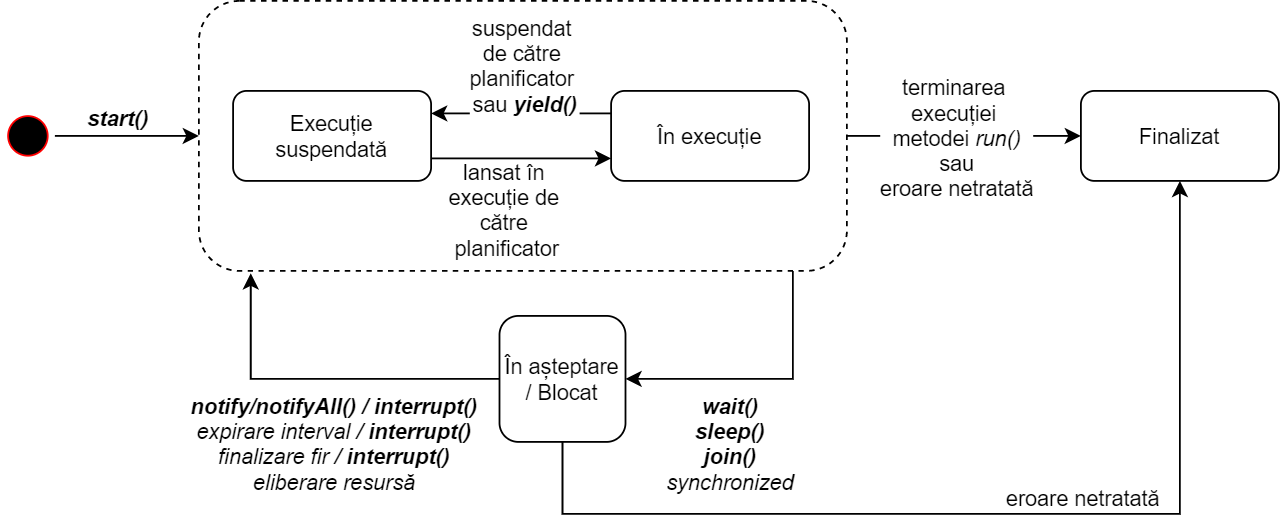 start()
suspendat
de către
planificator
sau yield()
Execuție
suspendată
În execuție
lansat în
execuție de
către
planificator
terminarea
execuției
metodei run()
sau
eroare netratată
Finalizat
În așteptare
/ Blocat
notify/notifyAll() / interrupt()
expirare interval / interrupt()
finalizare fir / interrupt()
eliberare resursă
wait()
sleep()
join()
synchronized
eroare netratată